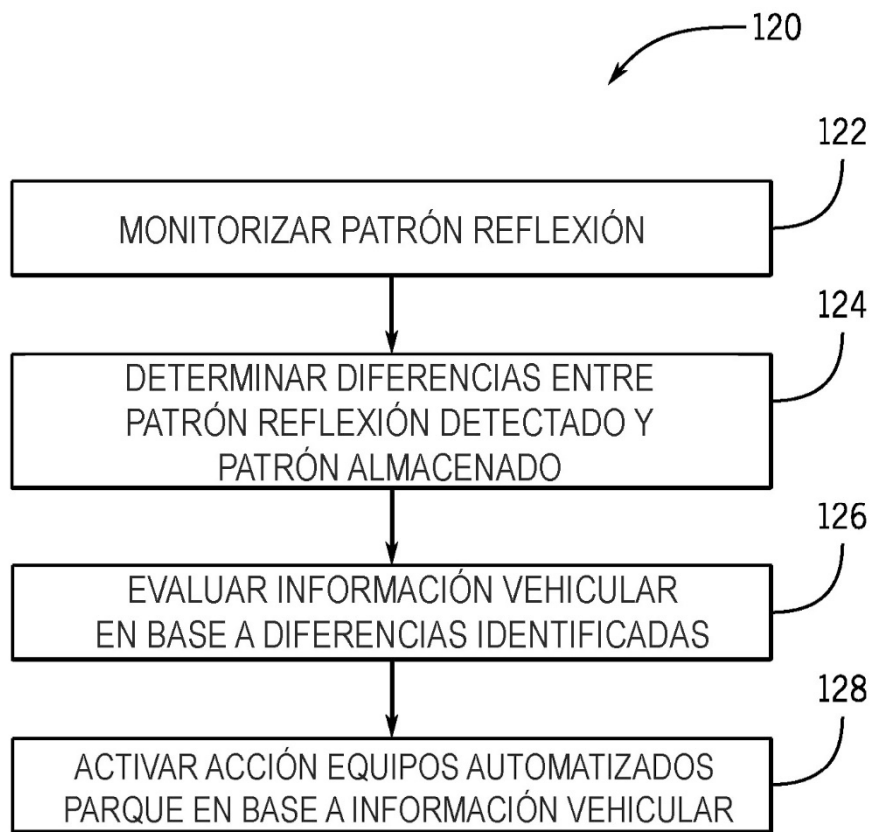 120
122
MONITORIZAR PATRÓN REFLEXIÓN
124
DETERMINAR DIFERENCIAS ENTRE
PATRÓN REFLEXIÓN DETECTADO Y
PATRÓN ALMACENADO
126
EVALUAR INFORMACIÓN VEHICULAR
EN BASE A DIFERENCIAS IDENTIFICADAS
128
ACTIVAR ACCIÓN EQUIPOS AUTOMATIZADOS
PARQUE EN BASE A INFORMACIÓN VEHICULAR